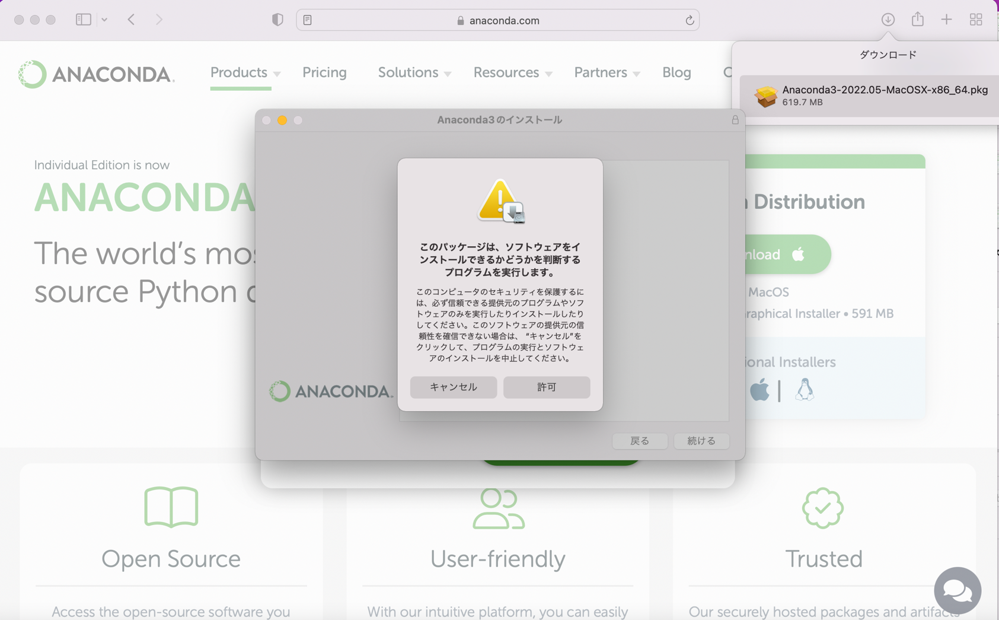 anaconda.com
ダウンロード
Anaconda3-2022.05-MacOSX-x86_64.pkg
619.7 MB
ANACONDA.
Products
Pricing
Solutions
Resources
Partners
Blog
Anaconda3のインストール
Individual Edition is now
ANACONDA
The world's mos
source Python
Distribution
nload
MacOS
raphical Installer • 591 MB
ional Installers
このパッケージは、ソフトウェアをイ
ンストールできるかどうかを判断する
プログラムを実行します。
このコンピュータのセキュリティを保護するに
は、必ず信頼できる提供元のプログラムやソフ
トウェアのみを実行したりインストールしたり
してください。このソフトウェアの提供元の信
頼性を確信できない場合は、“キャンセル”を
クリックして、プログラムの実行とソフトウェ
アのインストールを中止してください。
キャンセル
許可
ANACONDA.
戻る
続ける
Open Source
User-friendly
Trusted
Access the open-source software you
With our intuitive platform, you can easily
Our securely hosted packages and artifacts